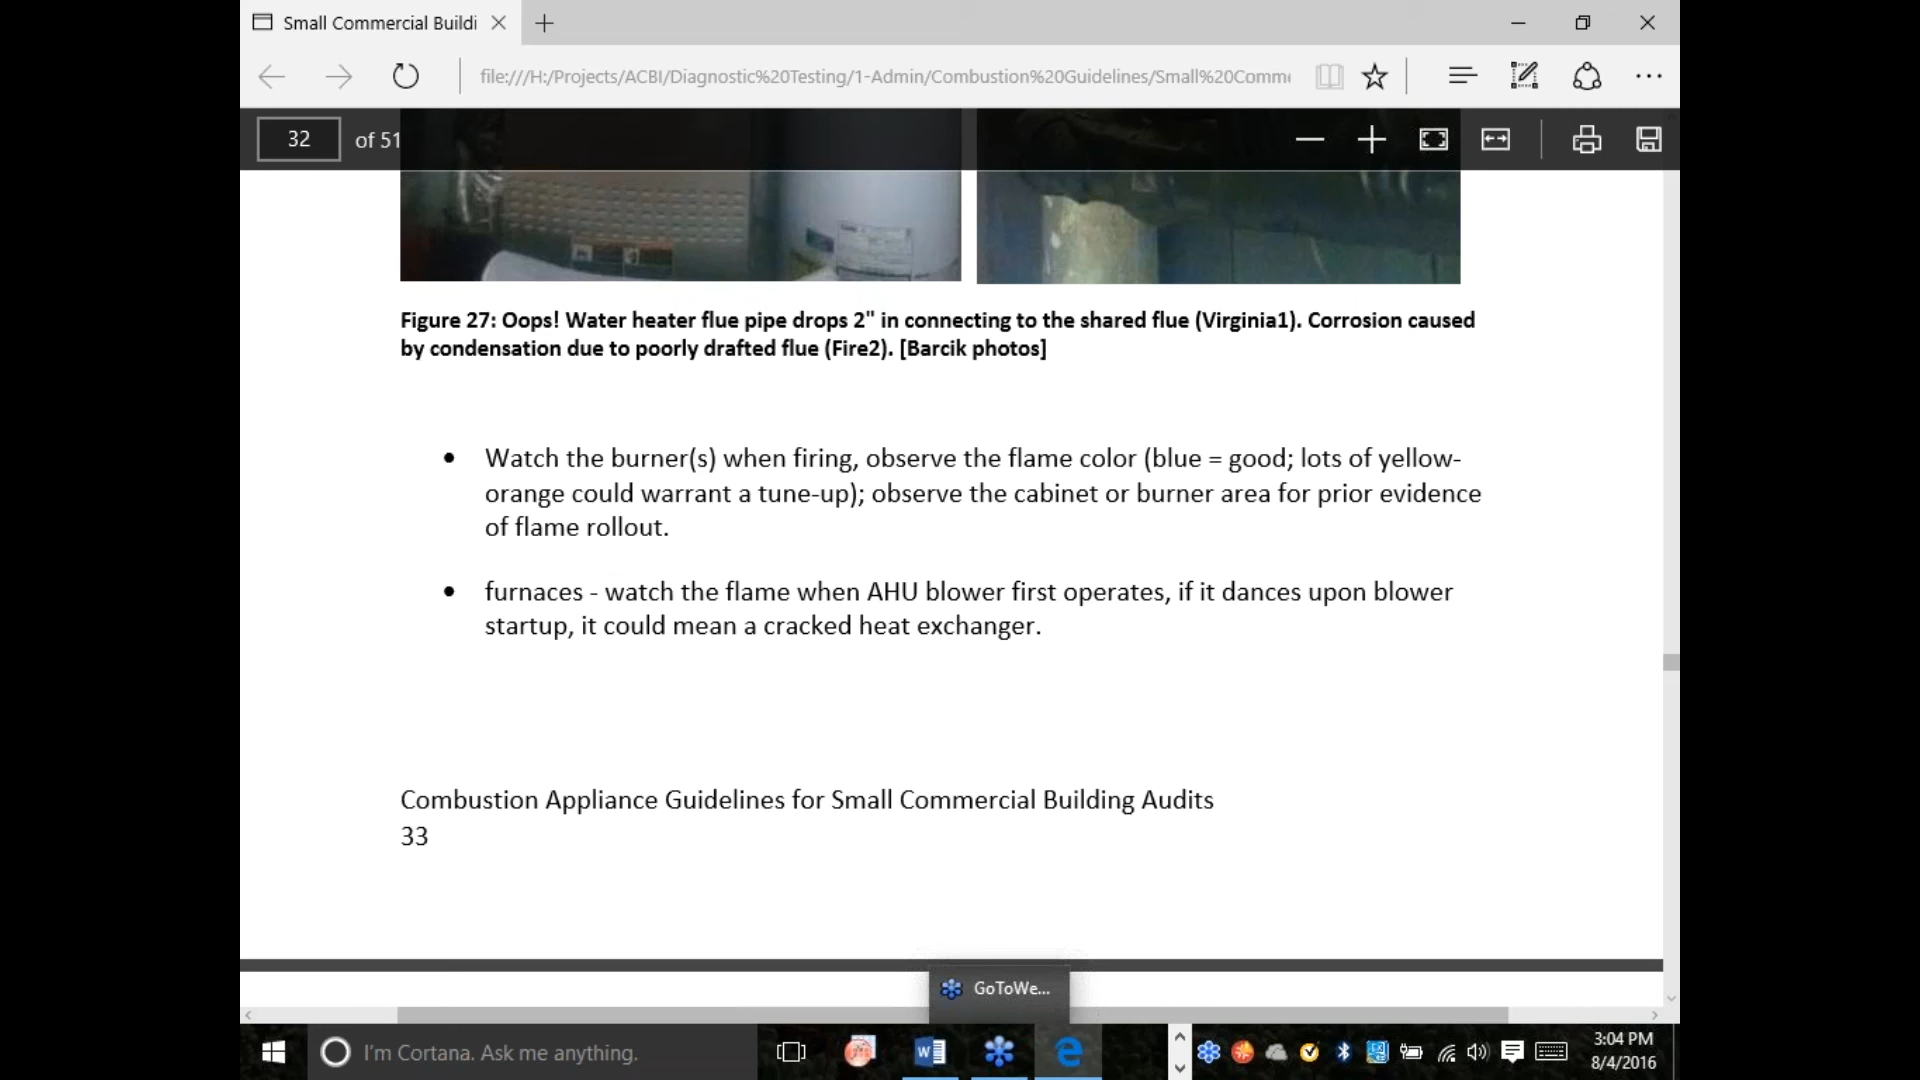 Small Commercial Buildi
file:///H:/Projects/ACBI/Diagnostic%20Testing/1-Admin/Combustion%20Guidelines/Small%20Comme
32 of 51
Figure 27: Oops! Water heater flue pipe drops 2" in connecting to the shared flue (Virginia1). Corrosion caused
by condensation due to poorly drafted flue (Fire2). [Barcik photos]
• Watch the burner(s) when firing, observe the flame color (blue = good; lots of yellow-
orange could warrant a tune-up); observe the cabinet or burner area for prior evidence
of flame rollout.
• furnaces - watch the flame when AHU blower first operates, if it dances upon blower
startup, it could mean a cracked heat exchanger.
Combustion Appliance Guidelines for Small Commercial Building Audits
33
GoToWe...
I'm Cortana. Ask me anything.
3:04 PM
8/4/2016